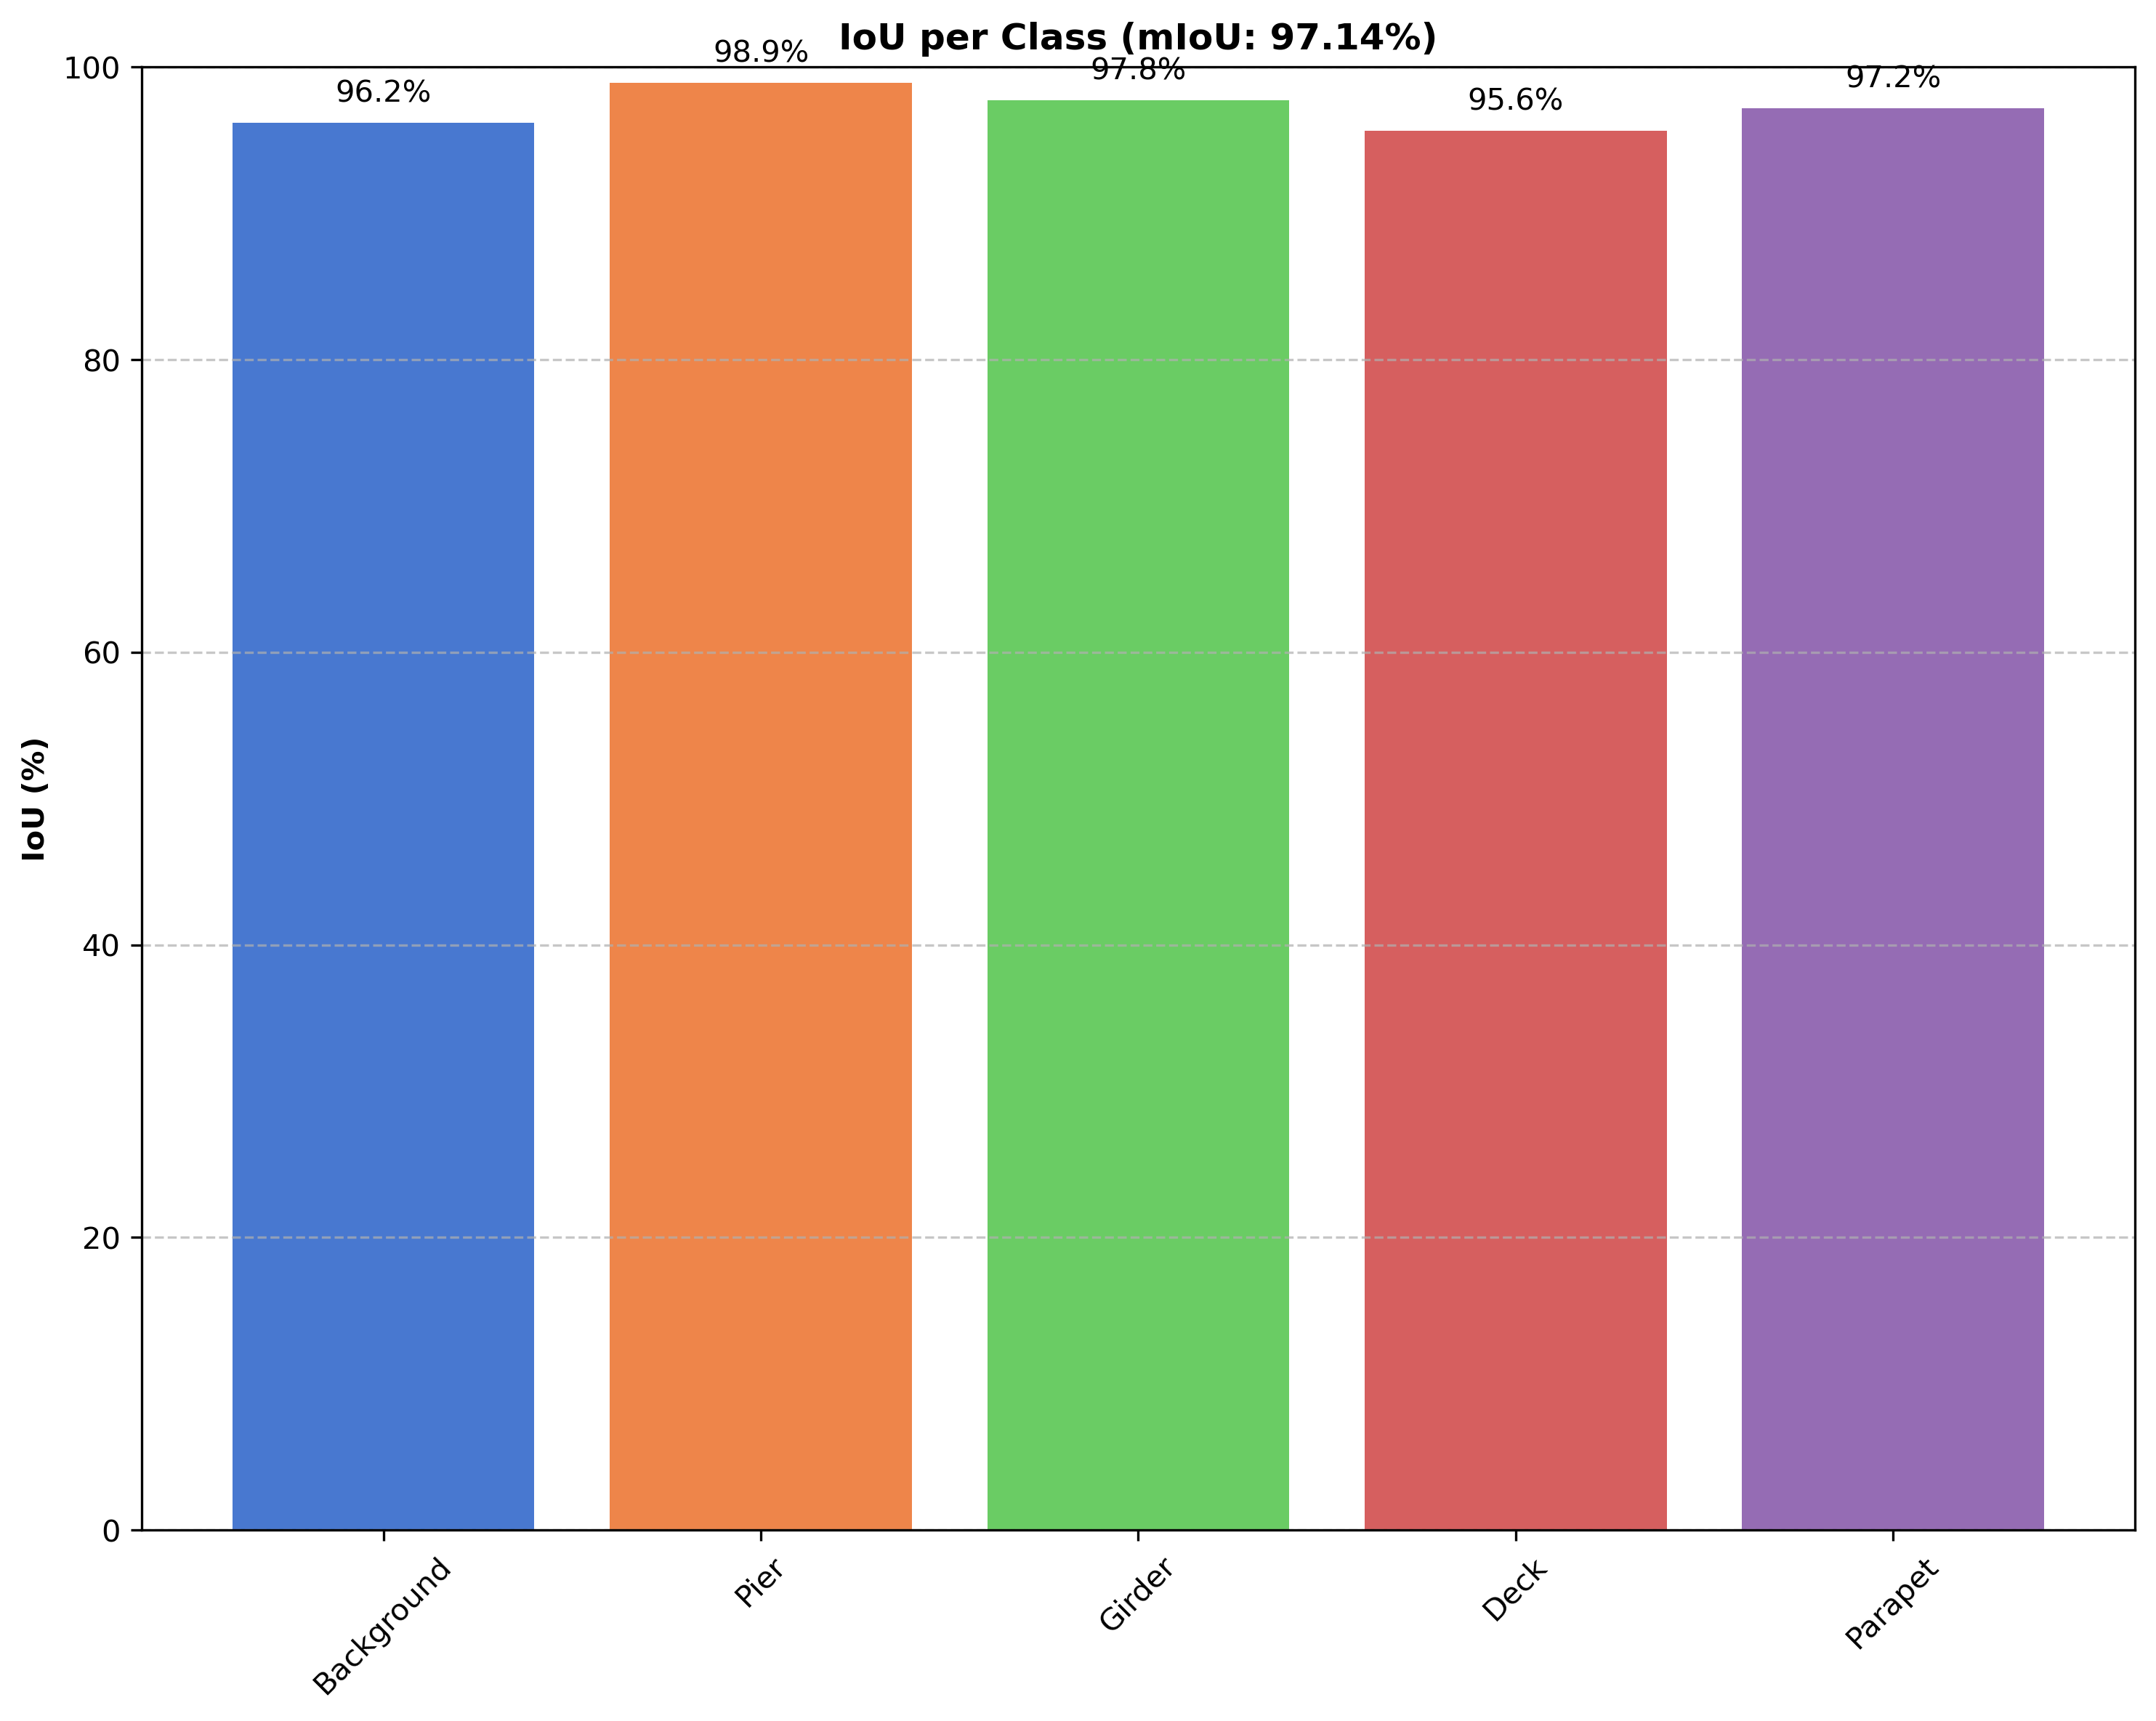 IoU per Class (mIoU: 97.14%)
98.9%
97.8%
97.2%
96.2%
95.6%
100
80
60
40
20
0
IoU (%)
Background
Pier
Girder
Deck
Parapet